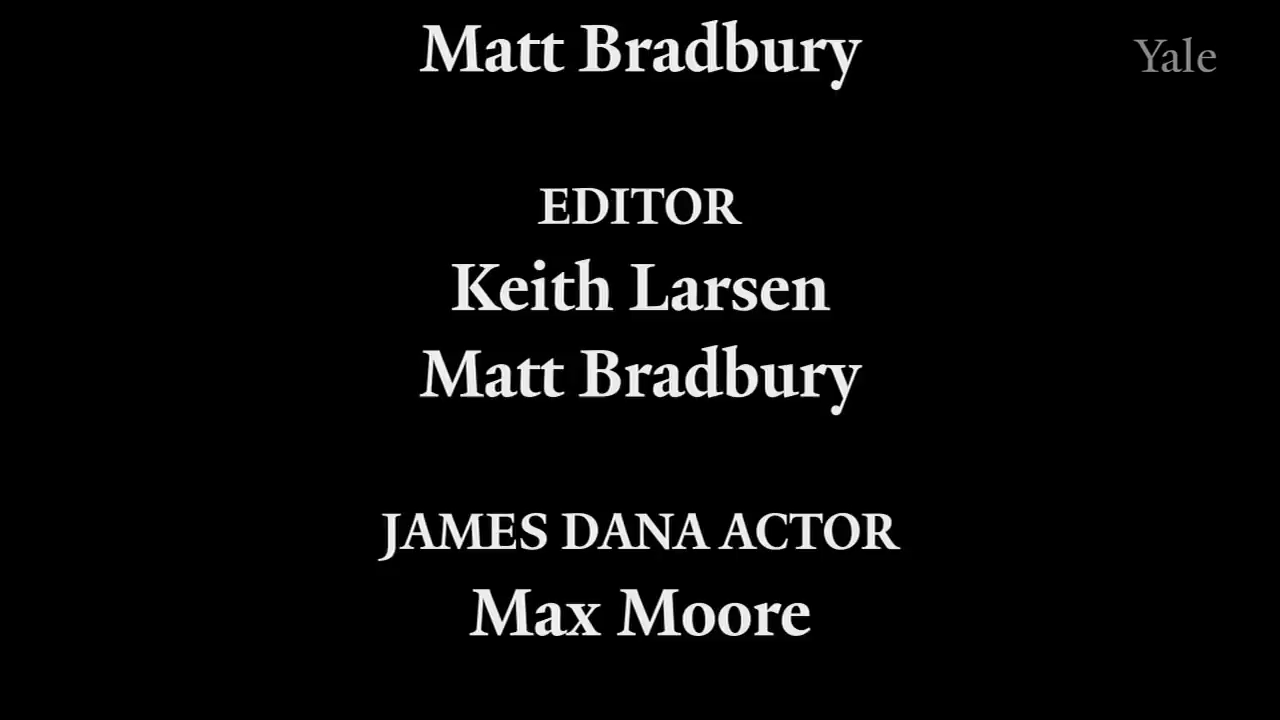 Matt Bradbury
Yale
EDITOR
Keith Larsen
Matt Bradbury
JAMES DANA ACTOR
Max Moore